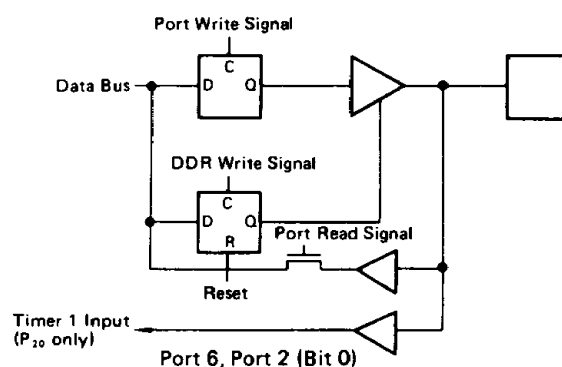 Port Write Signal
C
Data Bus
D
Q
DDR Write Signal
C
D
Q
R
Port Read Signal
Reset
Timer 1 Input
(P20 only)
Port 6, Port 2 (Bit 0)